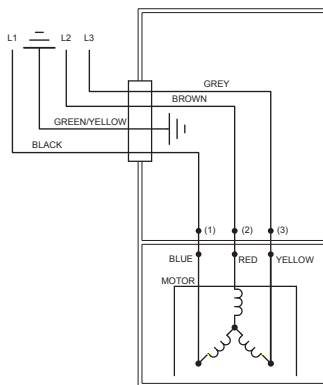 L1 L2 L3
GREY
BROWN
GREEN/YELLOW
BLACK
(1) (2) (3)
BLUE RED YELLOW
MOTOR